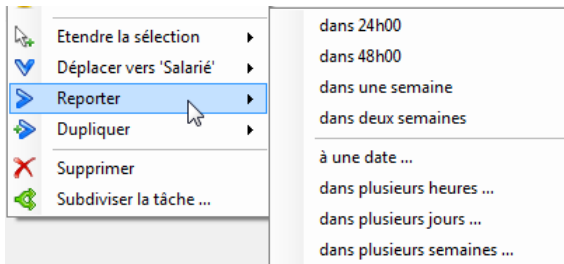 Etendre la sélection
Déplacer vers 'Salarié'
Reporter
Dupliquer
Supprimer
Subdiviser la tâche ...
dans 24h00
dans 48h00
dans une semaine
dans deux semaines
à une date ...
dans plusieurs heures ...
dans plusieurs jours ...
dans plusieurs semaines ...